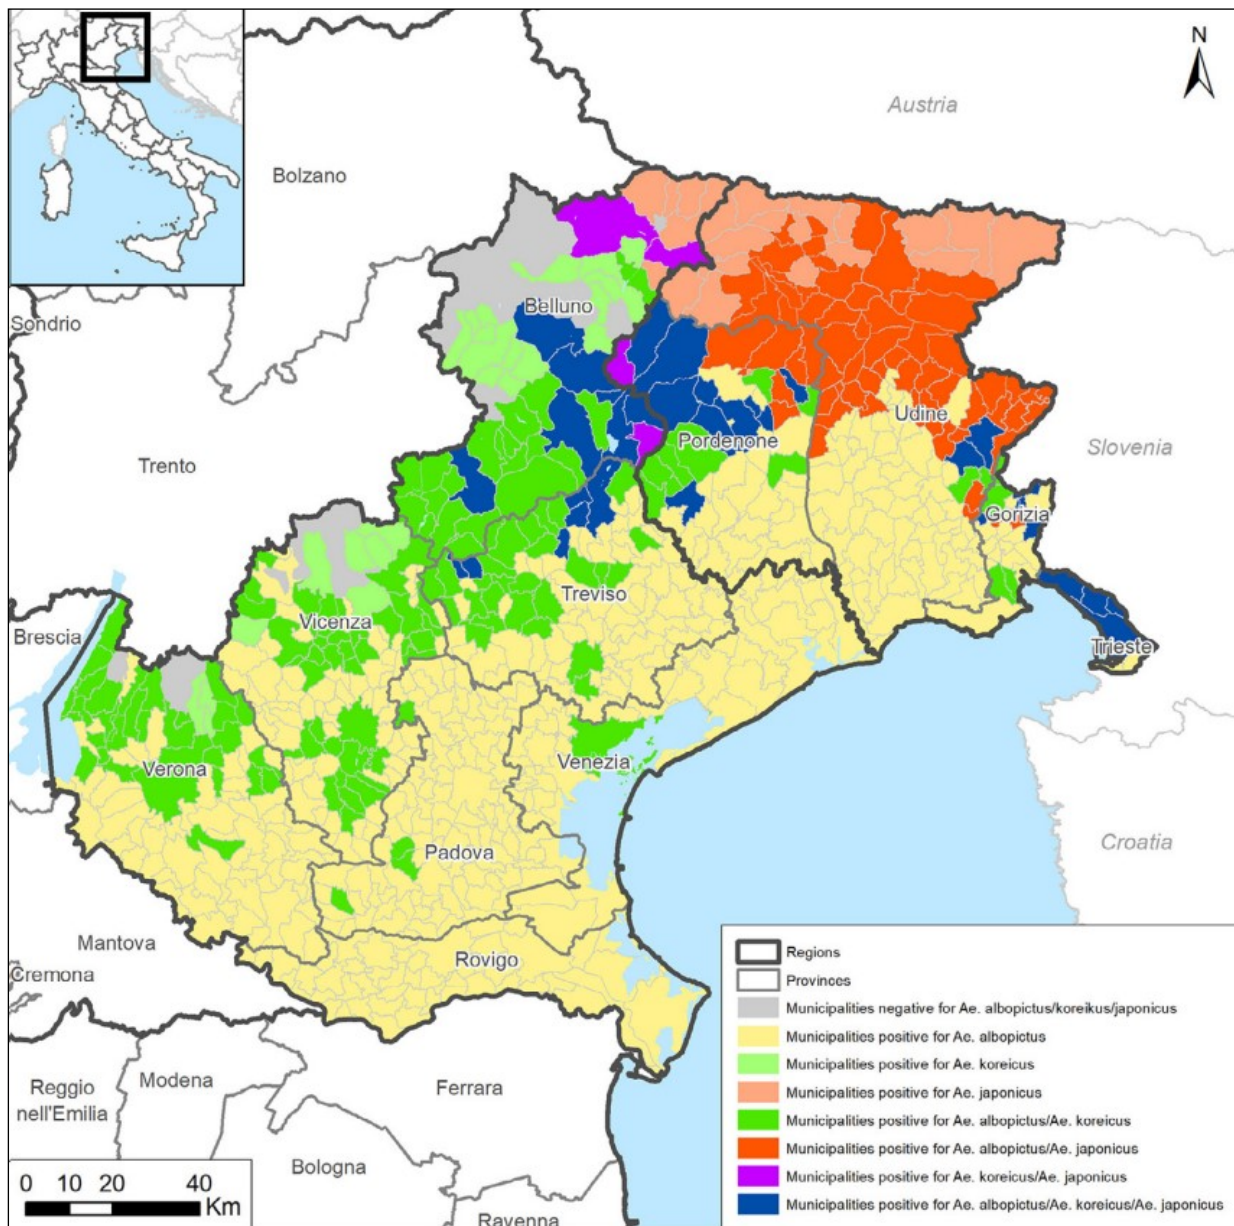 N
Austria
Bolzano
Belluno
Sondrio
Udine
Pordenone
Slovenia
Trento
Gorizia
Treviso
Vicenza
Brescia
Trieste
Venezia
Verona
Croatia
Padova
Mantova
Rovigo
Cremona
Reggio
nell'Emilia
Modena
Ferrara
Bologna
Ravenna
0 10 20 40
Km
Regions
Provinces
Municipalities negative for Ae. albopictus/koreikus/japonicus
Municipalities positive for Ae. albopictus
Municipalities positive for Ae. koreicus
Municipalities positive for Ae. japonicus
Municipalities positive for Ae. albopictus/Ae. koreicus
Municipalities positive for Ae. albopictus/Ae. japonicus
Municipalities positive for Ae. koreicus/Ae. japonicus
Municipalities positive for Ae. albopictus/Ae. koreicus/Ae. japonicus